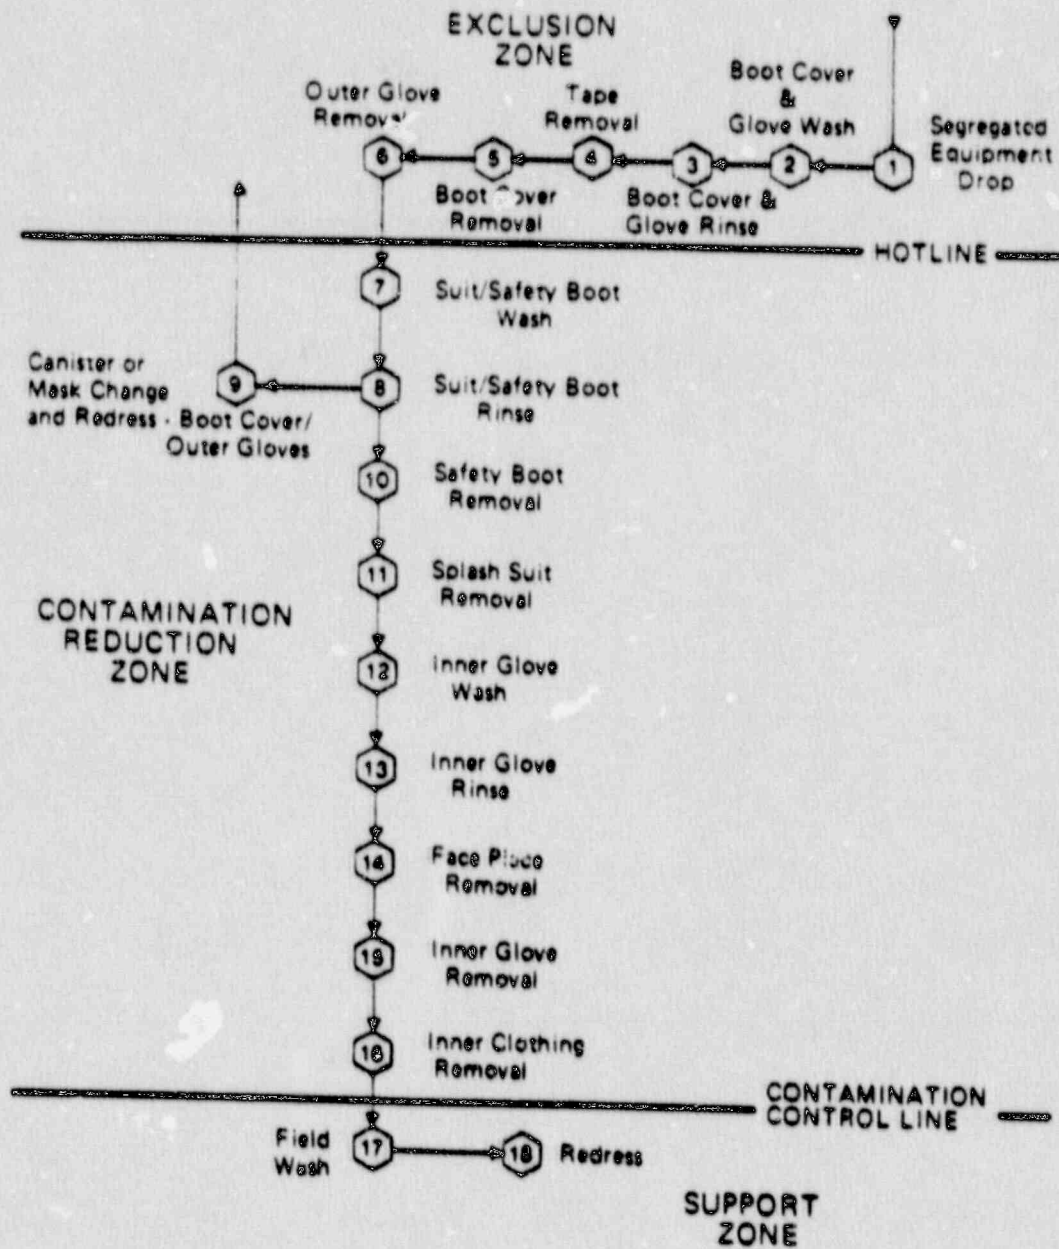 EXCLUSION
ZONE
Outer Glove
Removal
Tape
Removal
Boot Cover
&
Glove Wash
Segregated
Equipment
Drop
6
5
4
3
2
1
Boot Cover
Removal
Boot Cover &
Glove Rinse
HOTLINE
7
Suit/Safety Boot
Wash
Canister or
Mask Change
and Redress - Boot Cover/
Outer Gloves
9
8
Suit/Safety Boot
Rinse
10
Safety Boot
Removal
11
Splash Suit
Removal
CONTAMINATION
REDUCTION
ZONE
12
Inner Glove
Wash
13
Inner Glove
Rinse
14
Face Piece
Removal
15
Inner Glove
Removal
16
Inner Clothing
Removal
CONTAMINATION
CONTROL LINE
Field
Wash
17
18
Redress
SUPPORT
ZONE